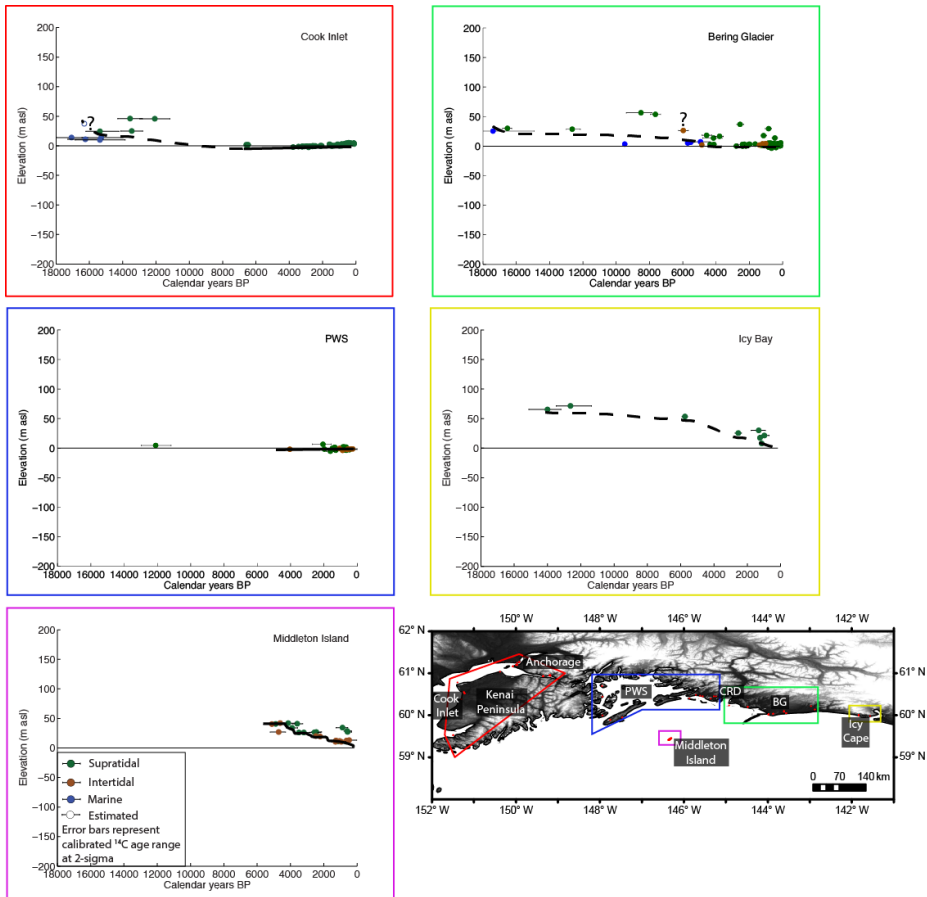 Cook Inlet
Elevation (m asl)
200
150
100
50
0
−50
−100
−150
−200
?
18000 16000 14000 12000 10000 8000 6000 4000 2000 0
Calendar years BP
Bering Glacier
Elevation (m asl)
200
150
100
50
0
−50
−100
−150
−200
?
18000 16000 14000 12000 10000 8000 6000 4000 2000 0
Calendar years BP
PWS
Elevation (m asl)
200
150
100
50
0
−50
−100
−150
−200
18000 16000 14000 12000 10000 8000 6000 4000 2000 0
Calendar years BP
Icy Bay
Elevation (m asl)
200
150
100
50
0
−50
−100
−150
−200
18000 16000 14000 12000 10000 8000 6000 4000 2000 0
Calendar years BP
Middleton Island
Elevation (m asl)
200
150
100
50
0
−50
−100
−150
−200
Supratidal
Intertidal
Marine
Estimated
Error bars represent
calibrated ¹⁴C age range
at 2-sigma
18000 16000 14000 12000 10000 8000 6000 4000 2000 0
Calendar years BP
150° W 148° W 146° W 144° W 142° W
62° N
61° N
60° N
59° N
61° N
60° N
59° N
Anchorage
Cook
Inlet
Kenai
Peninsula
PWS
CRD
BG
Icy
Cape
Middleton
Island
0 70 140 km
152° W 150° W 148° W 146° W 144° W 142° W